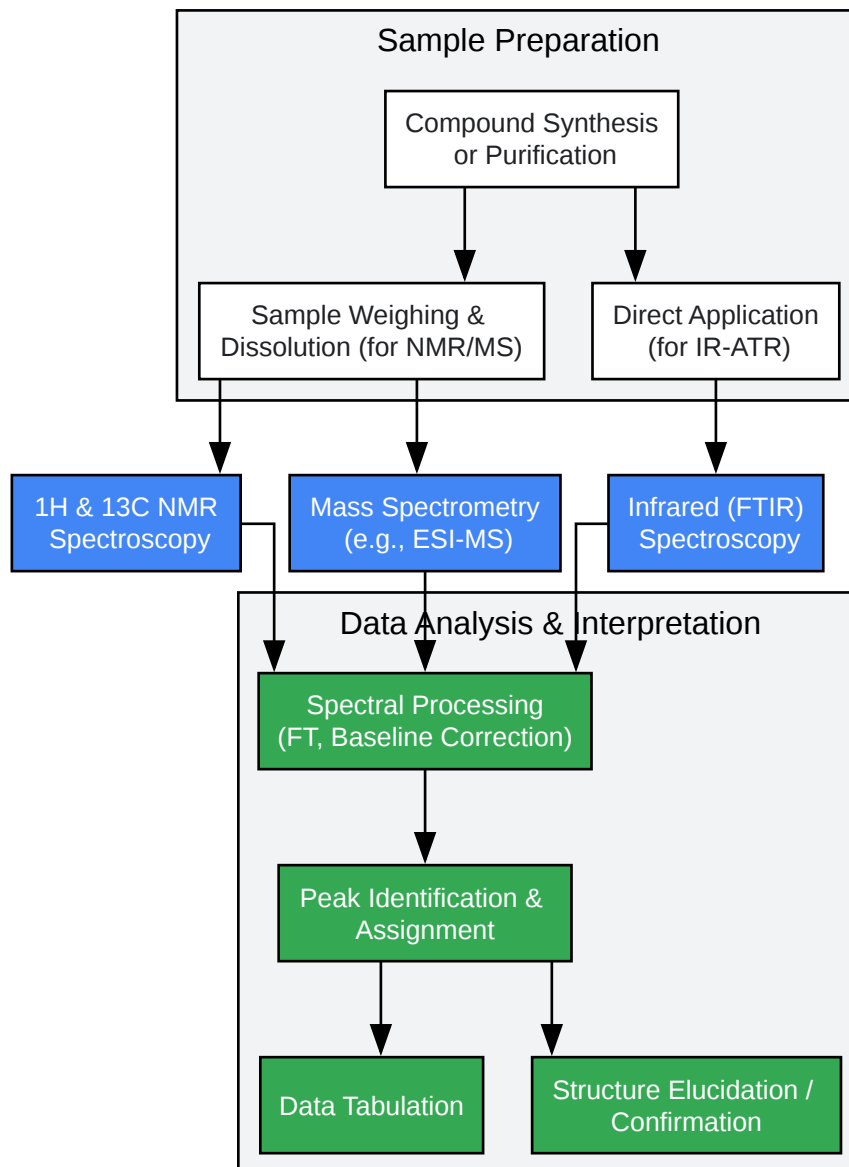 Sample Preparation
Compound Synthesis
or Purification
Sample Weighing &
Dissolution (for NMR/MS)
Direct Application
(for IR-ATR)
1H & 13C NMR
Spectroscopy
Mass Spectrometry
(e.g., ESI-MS)
Infrared (FTIR)
Spectroscopy
Data Analysis & Interpretation
Spectral Processing
(FT, Baseline Correction)
Peak Identification &
Assignment
Data Tabulation
Structure Elucidation /
Confirmation